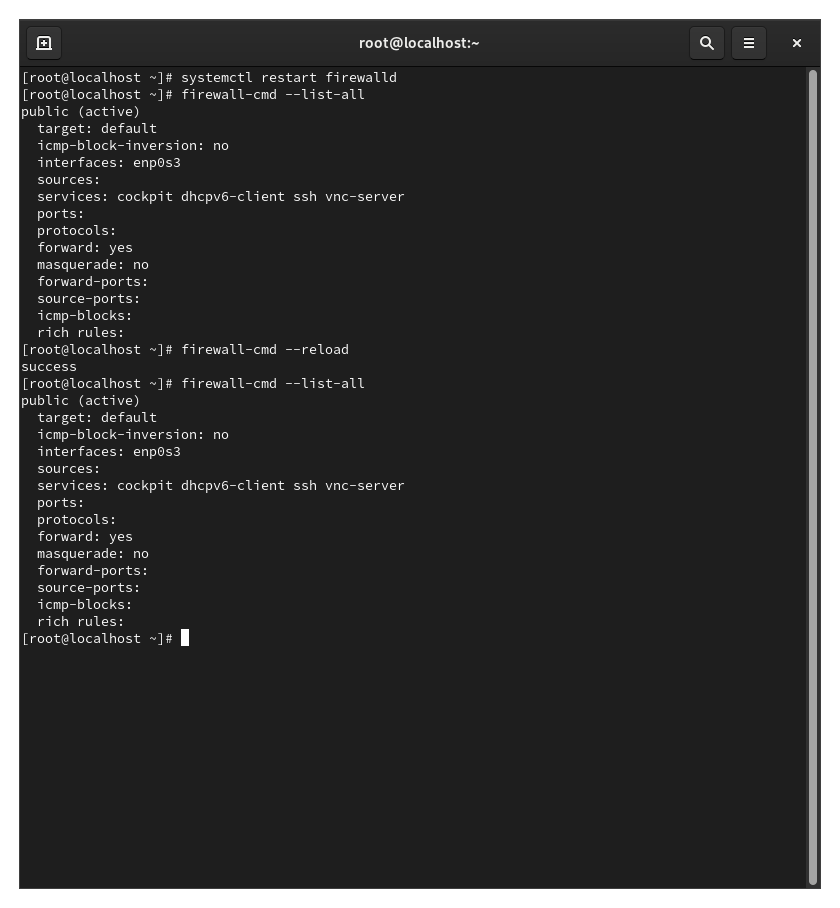 root@localhost:~
[root@localhost ~]# systemctl restart firewalld
[root@localhost ~]# firewall-cmd --list-all
public (active)
  target: default
  icmp-block-inversion: no
  interfaces: enp0s3
  sources:
  services: cockpit dhcpv6-client ssh vnc-server
  ports:
  protocols:
  forward: yes
  masquerade: no
  forward-ports:
  source-ports:
  icmp-blocks:
  rich rules:
[root@localhost ~]# firewall-cmd --reload
success
[root@localhost ~]# firewall-cmd --list-all
public (active)
  target: default
  icmp-block-inversion: no
  interfaces: enp0s3
  sources:
  services: cockpit dhcpv6-client ssh vnc-server
  ports:
  protocols:
  forward: yes
  masquerade: no
  forward-ports:
  source-ports:
  icmp-blocks:
  rich rules:
[root@localhost ~]#